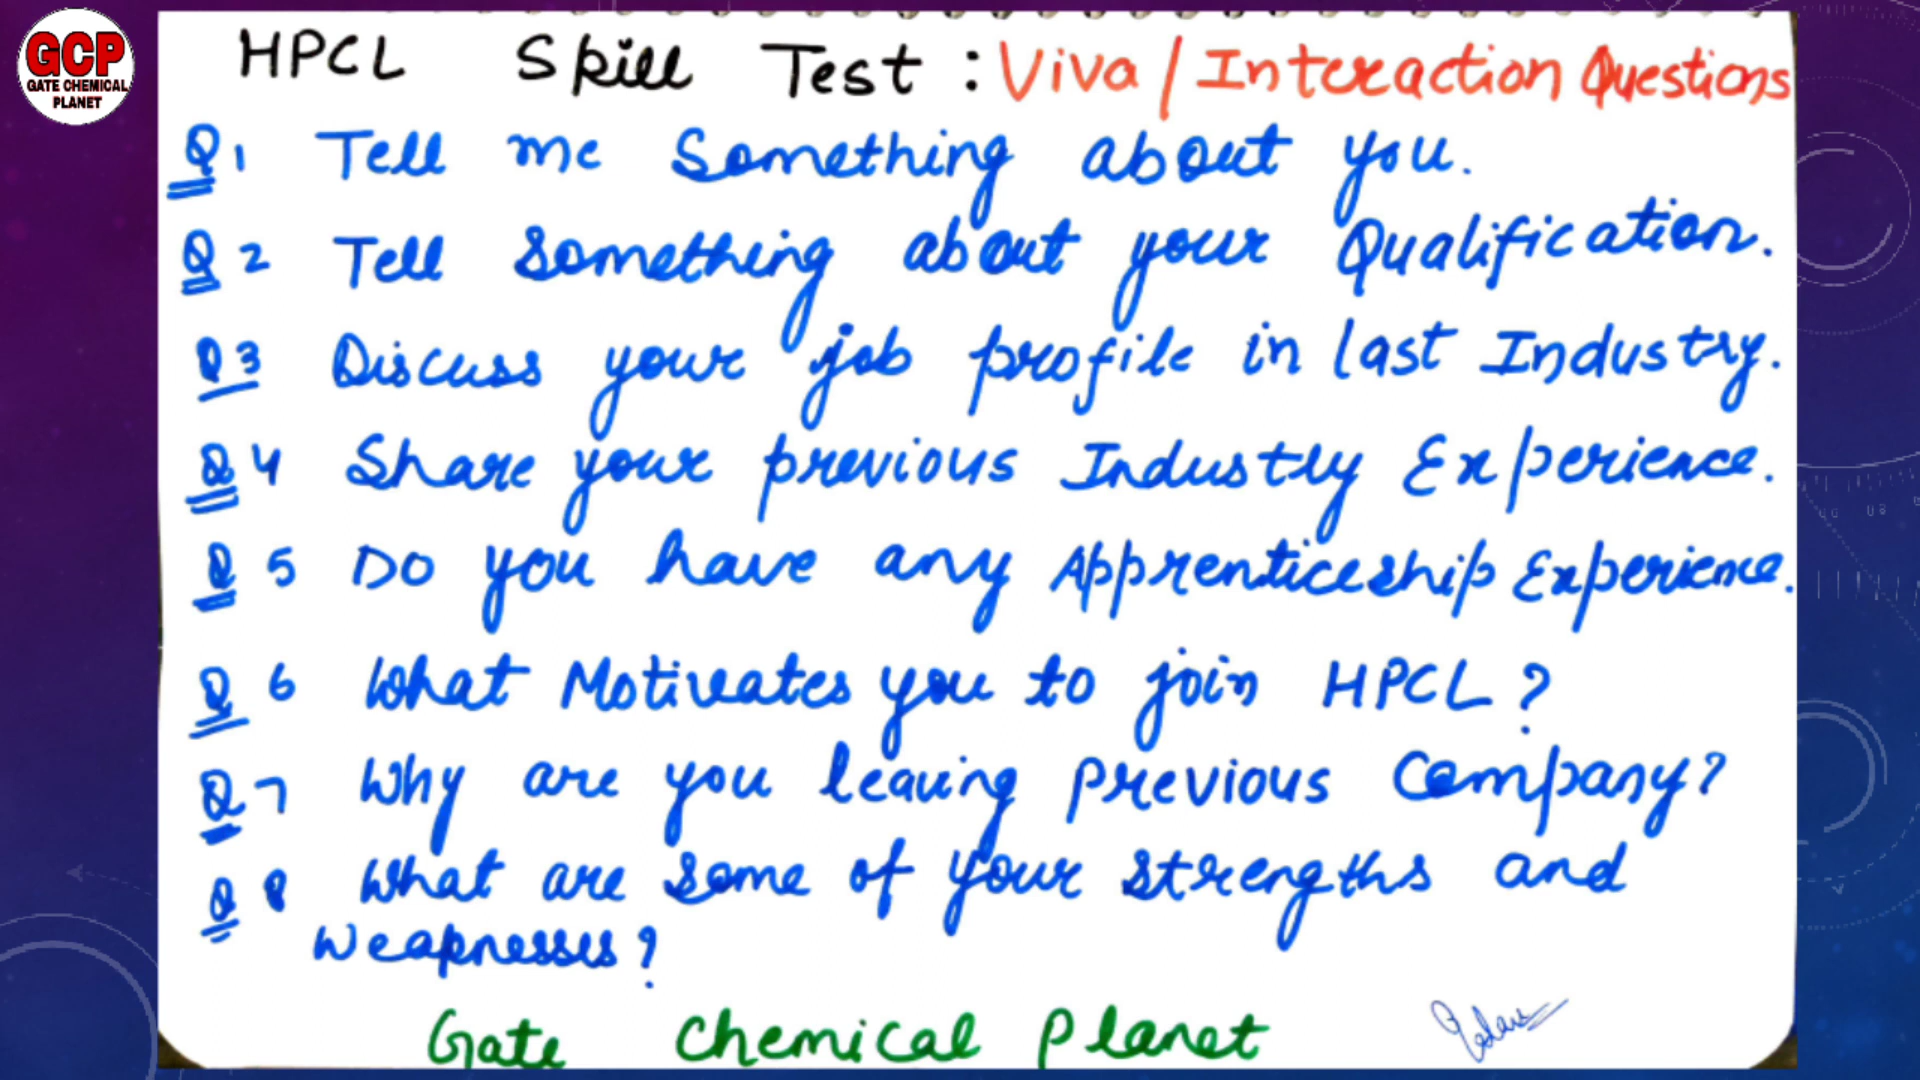 GCP
GATE CHEMICAL
PLANET
HPCL Skill Test : Viva / Interaction Questions
Q1 Tell me Something about you.
Q2 Tell Something about your Qualification.
Q3 Discuss your job profile in last Industry.
Q4 Share your previous Industry Experience.
Q5 Do you have any Apprenticeship Experience.
Q6 What Motivates you to join HPCL?
Q7 Why are you leaving previous Company?
Q8 What are some of your strengths and
Weaknesses?
Gate Chemical Planet